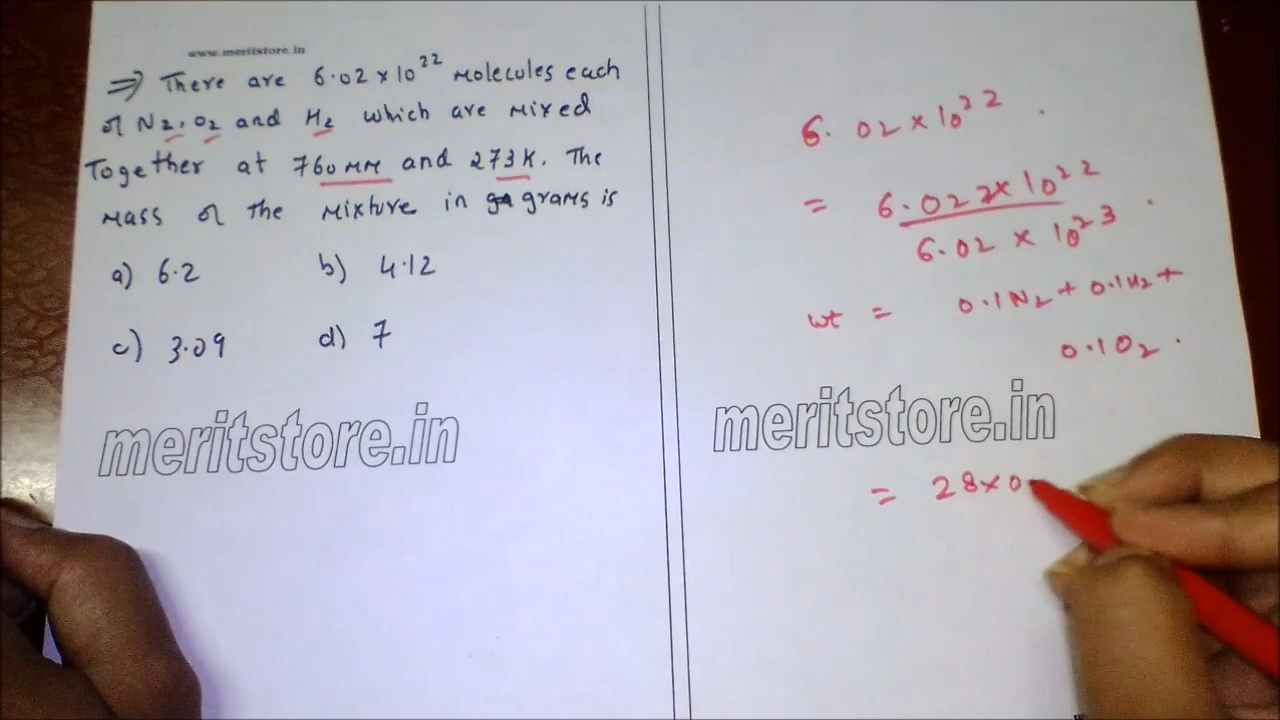 www.meritstore.in
⇒ There are 6.02 × 10²² Molecules each
of N₂, O₂ and H₂ which are Mixed
Together at 760 MM and 273 K. The
Mass of the Mixture in grams is
a) 6.2 b) 4.12
c) 3.09 d) 7
meritstore.in
6.02 × 10²²
= 6.022 × 10²²
6.02 × 10²³
wt = 0.1 N₂ + 0.1 H₂ +
0.1 O₂.
meritstore.in
= 28 × 0